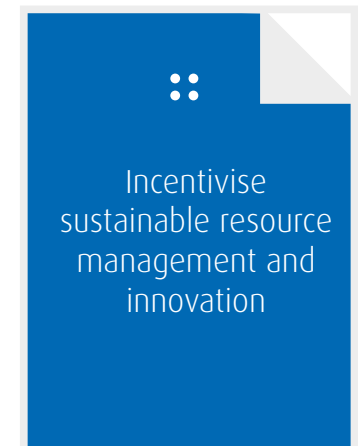 Incentivise
sustainable resource
management and
innovation